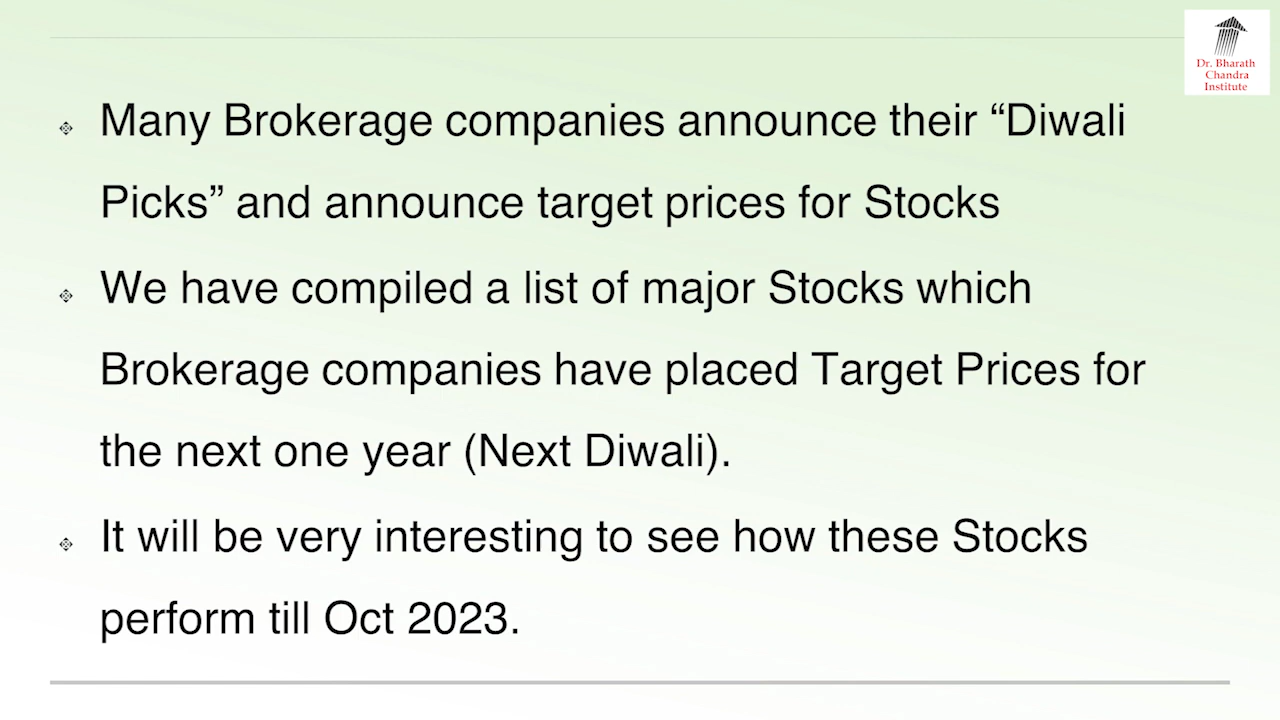 Dr. Bharath
Chandra
Institute
Many Brokerage companies announce their “Diwali
Picks” and announce target prices for Stocks
We have compiled a list of major Stocks which
Brokerage companies have placed Target Prices for
the next one year (Next Diwali).
It will be very interesting to see how these Stocks
perform till Oct 2023.